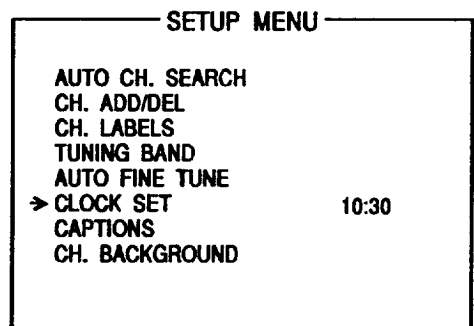 SETUP MENU
AUTO CH. SEARCH
CH. ADD/DEL
CH. LABELS
TUNING BAND
AUTO FINE TUNE
→ CLOCK SET 10:30
CAPTIONS
CH. BACKGROUND